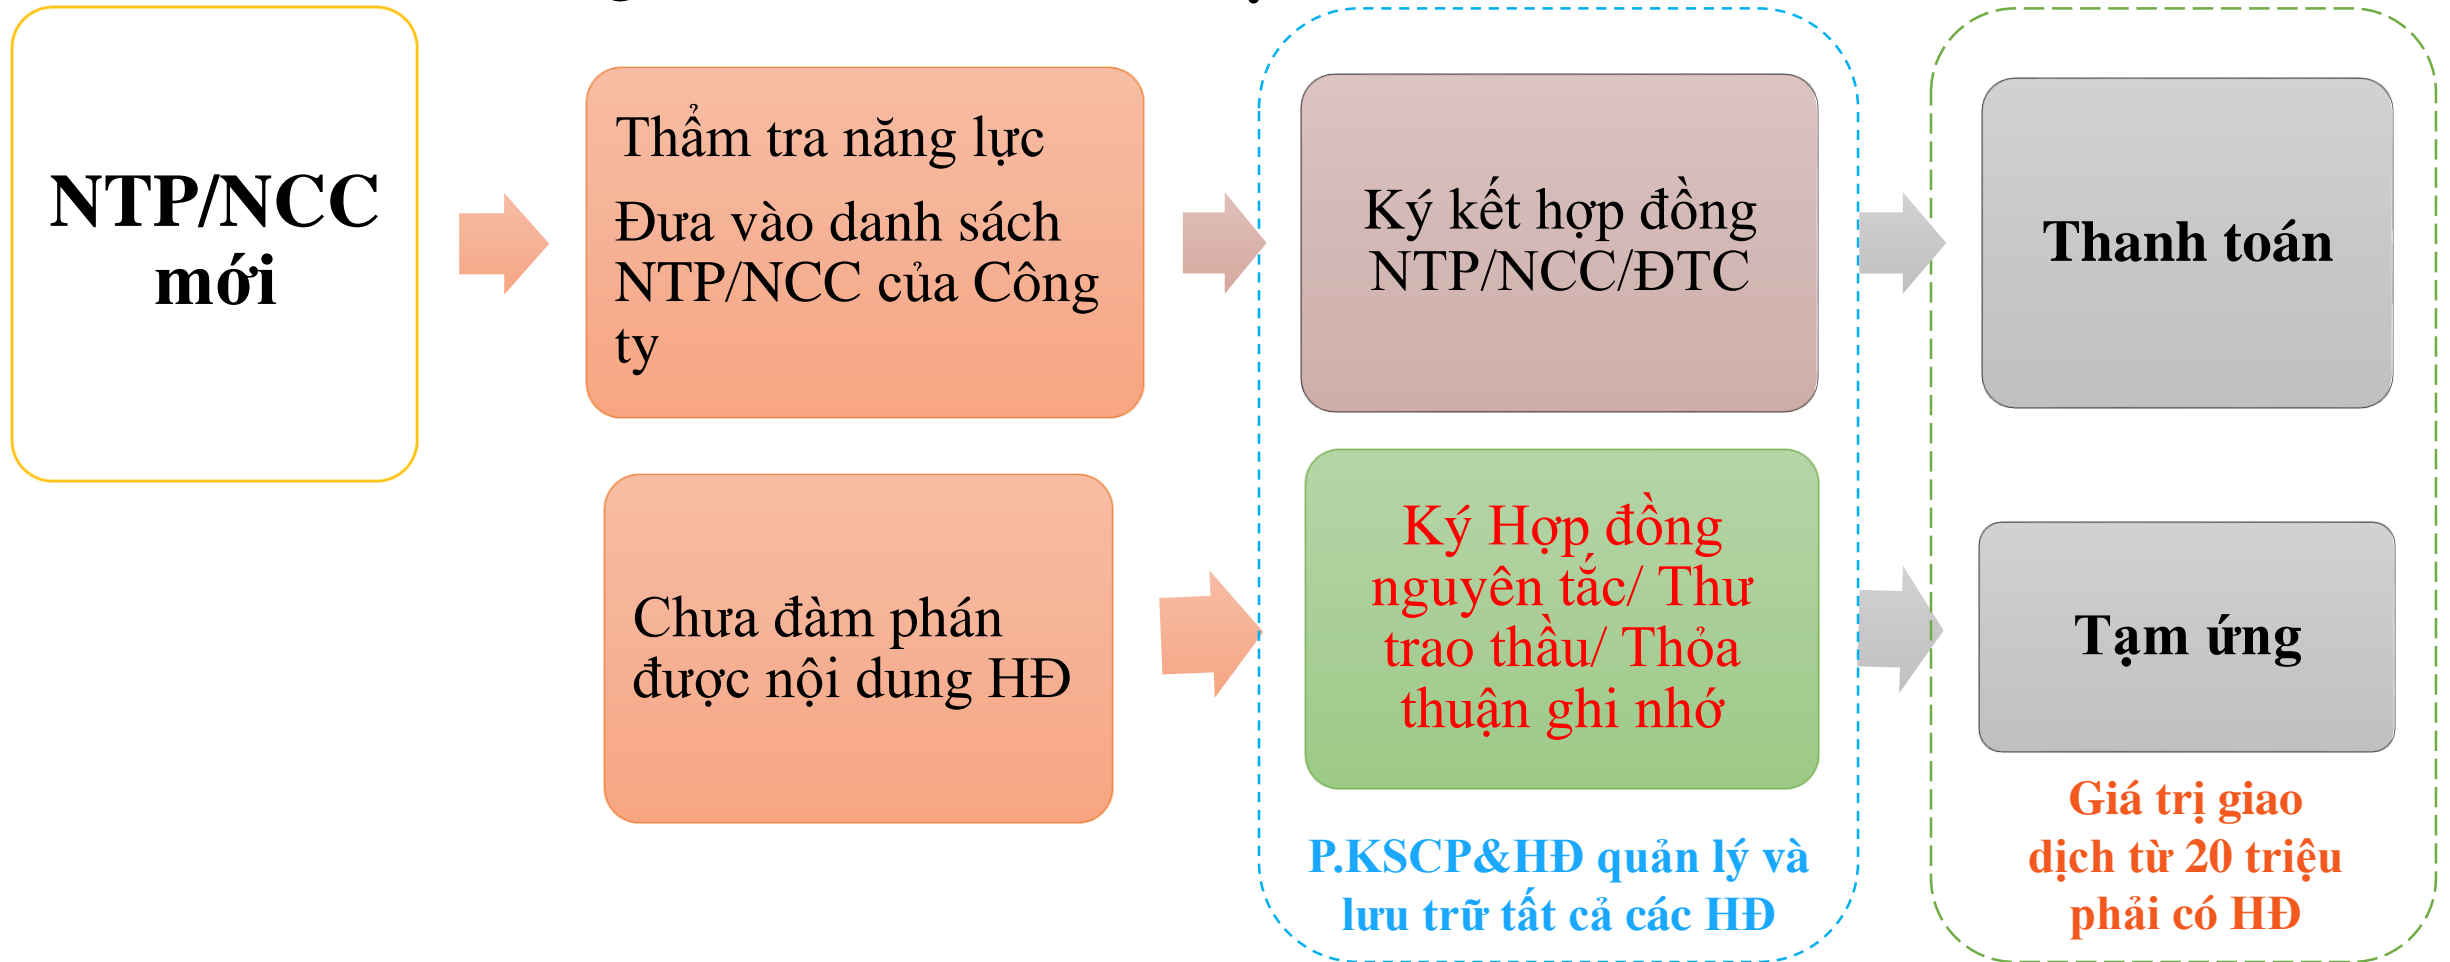 NTP/NCC
mới
Thẩm tra năng lực
Đưa vào danh sách
NTP/NCC của Công
ty
Ký kết hợp đồng
NTP/NCC/ĐTC
Thanh toán
Chưa đàm phán
được nội dung HĐ
Ký Hợp đồng
nguyên tắc/ Thư
trao thầu/ Thỏa
thuận ghi nhớ
Tạm ứng
P.KSCP&HĐ quản lý và
lưu trữ tất cả các HĐ
Giá trị giao
dịch từ 20 triệu
phải có HĐ